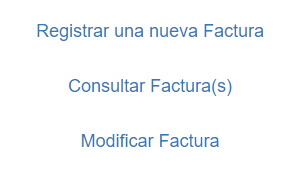 Registrar una nueva Factura
Consultar Factura(s)
Modificar Factura